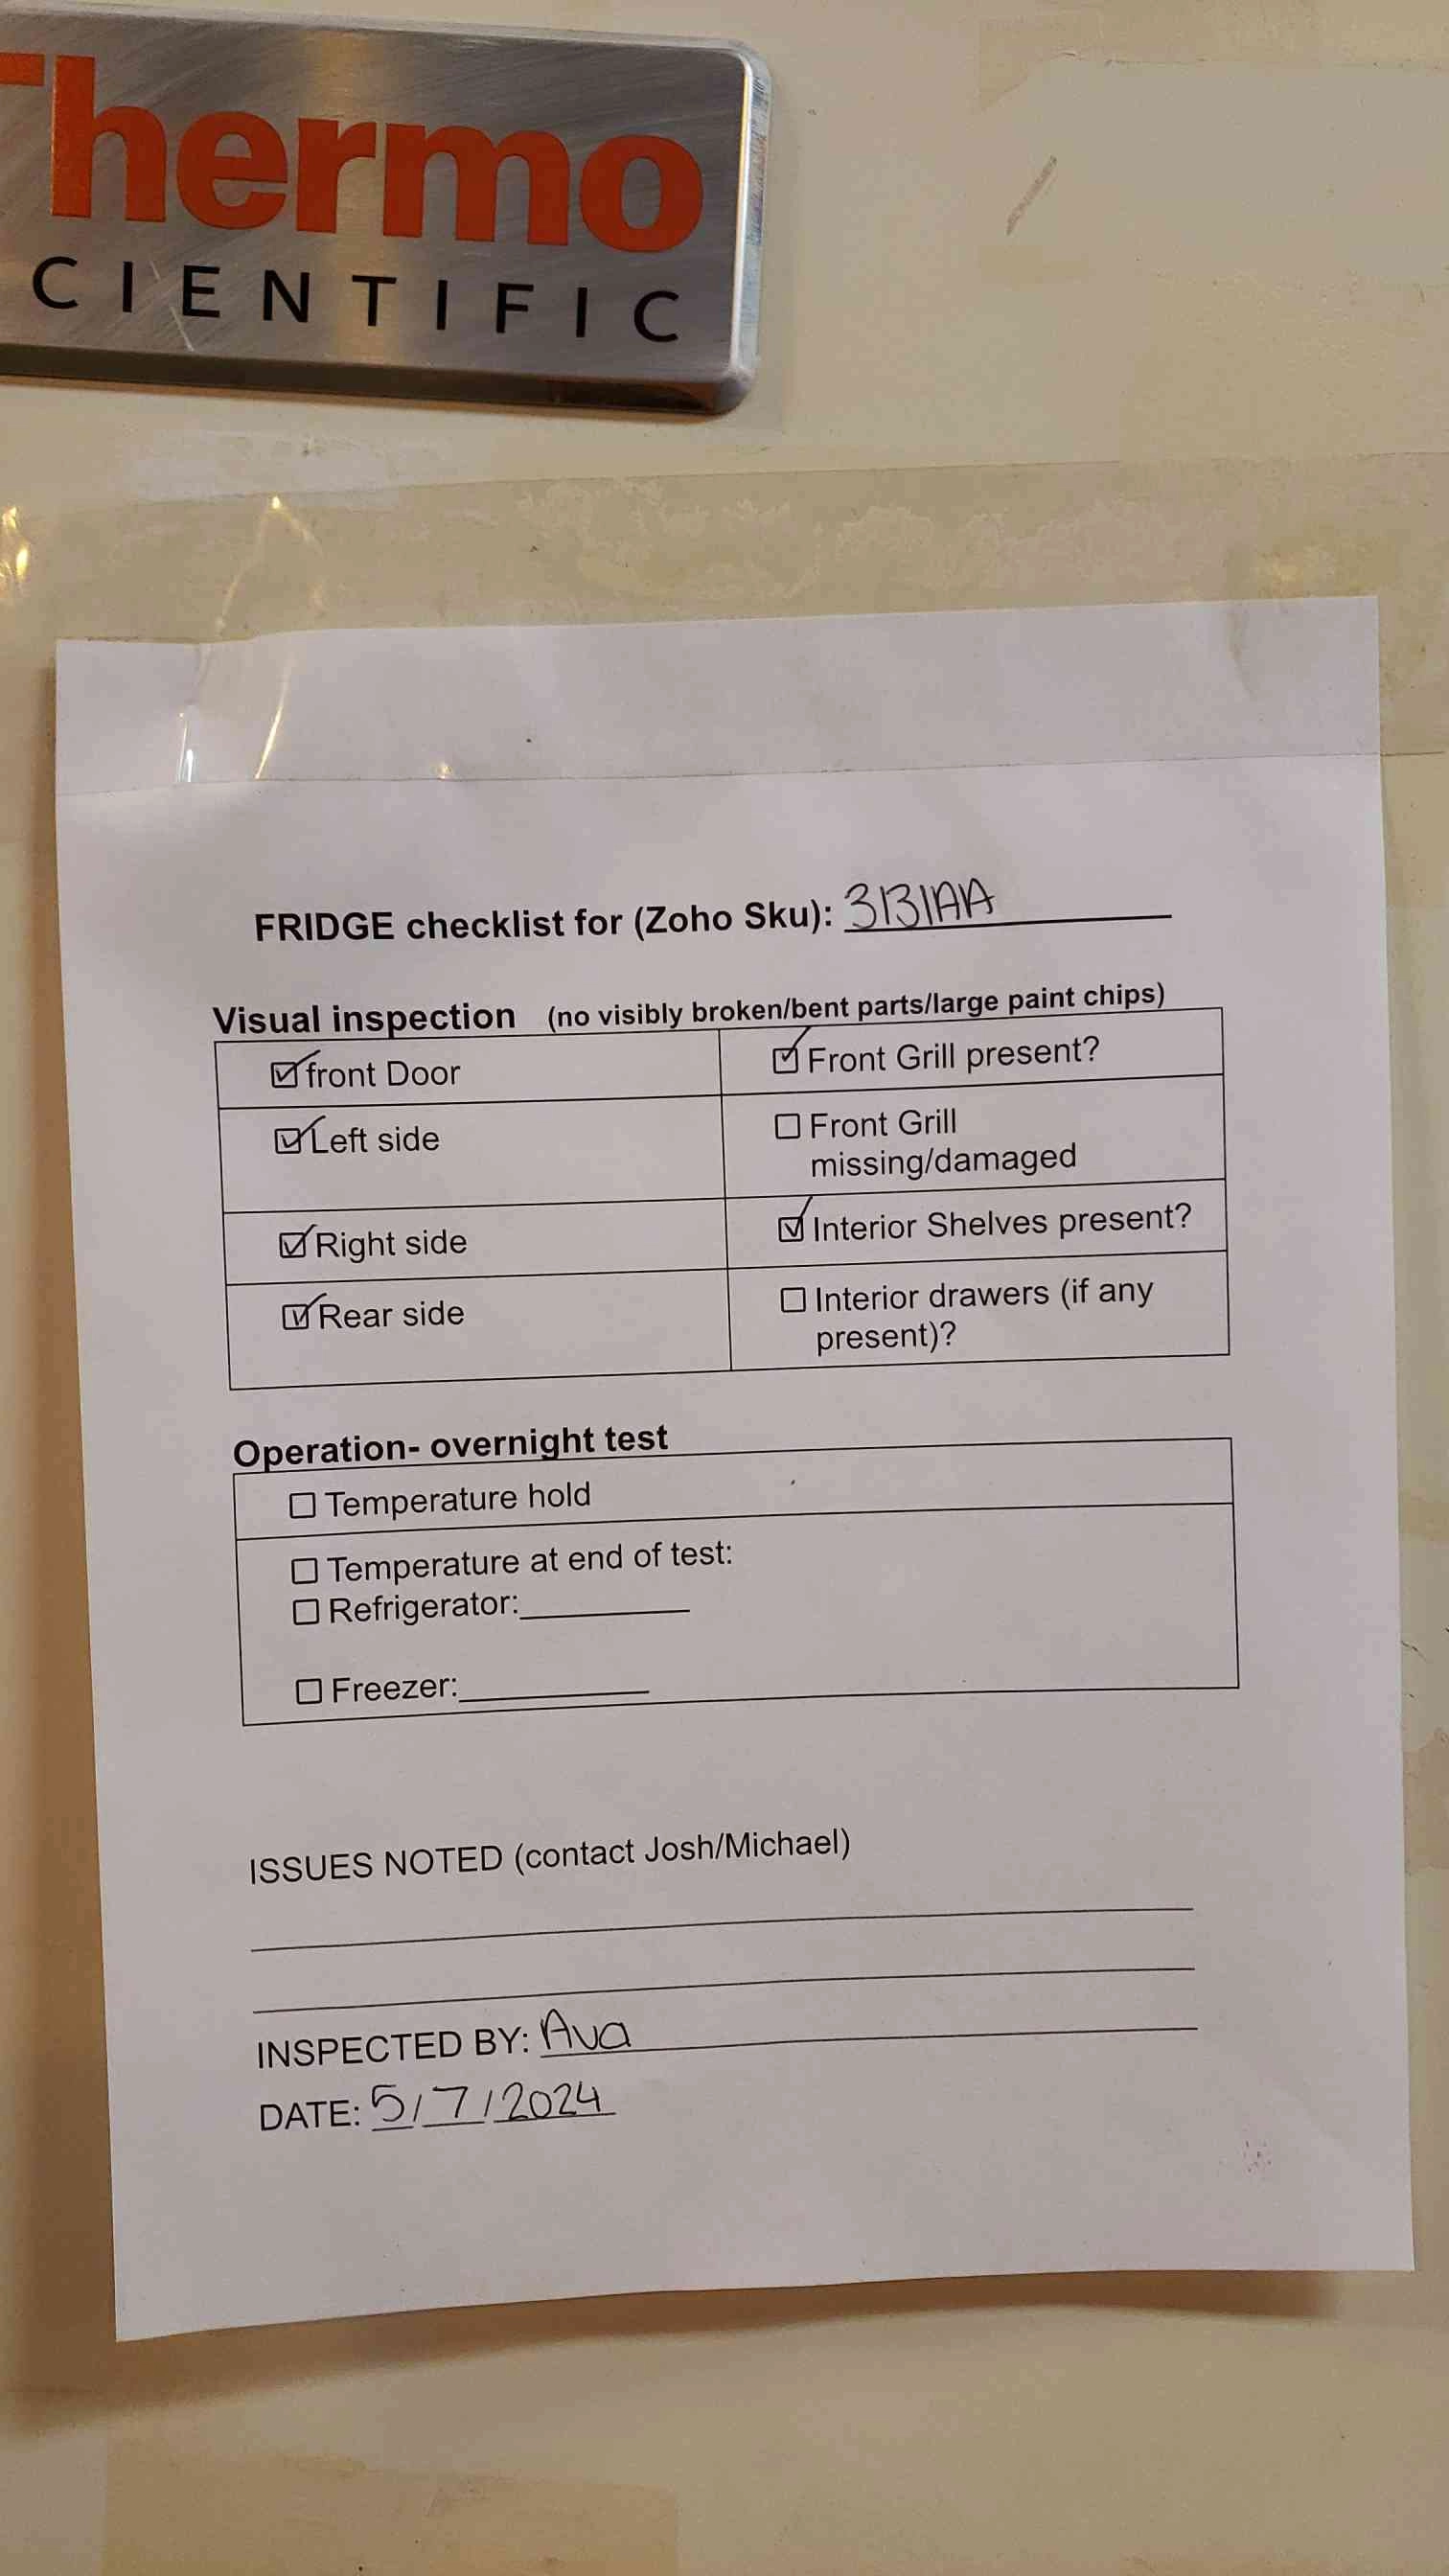 Thermo
CIENTIFIC
FRIDGE checklist for (Zoho Sku): 3131AA
Visual inspection (no visibly broken/bent parts/large paint chips)
☑ front Door
☑ Front Grill present?
☑ Left side
☐ Front Grill
missing/damaged
☑ Right side
☑ Interior Shelves present?
☑ Rear side
☐ Interior drawers (if any
present)?
Operation- overnight test
☐ Temperature hold
☐ Temperature at end of test:
☐ Refrigerator:__________
☐ Freezer:___________
ISSUES NOTED (contact Josh/Michael)
INSPECTED BY: Ava
DATE: 5/7/2024